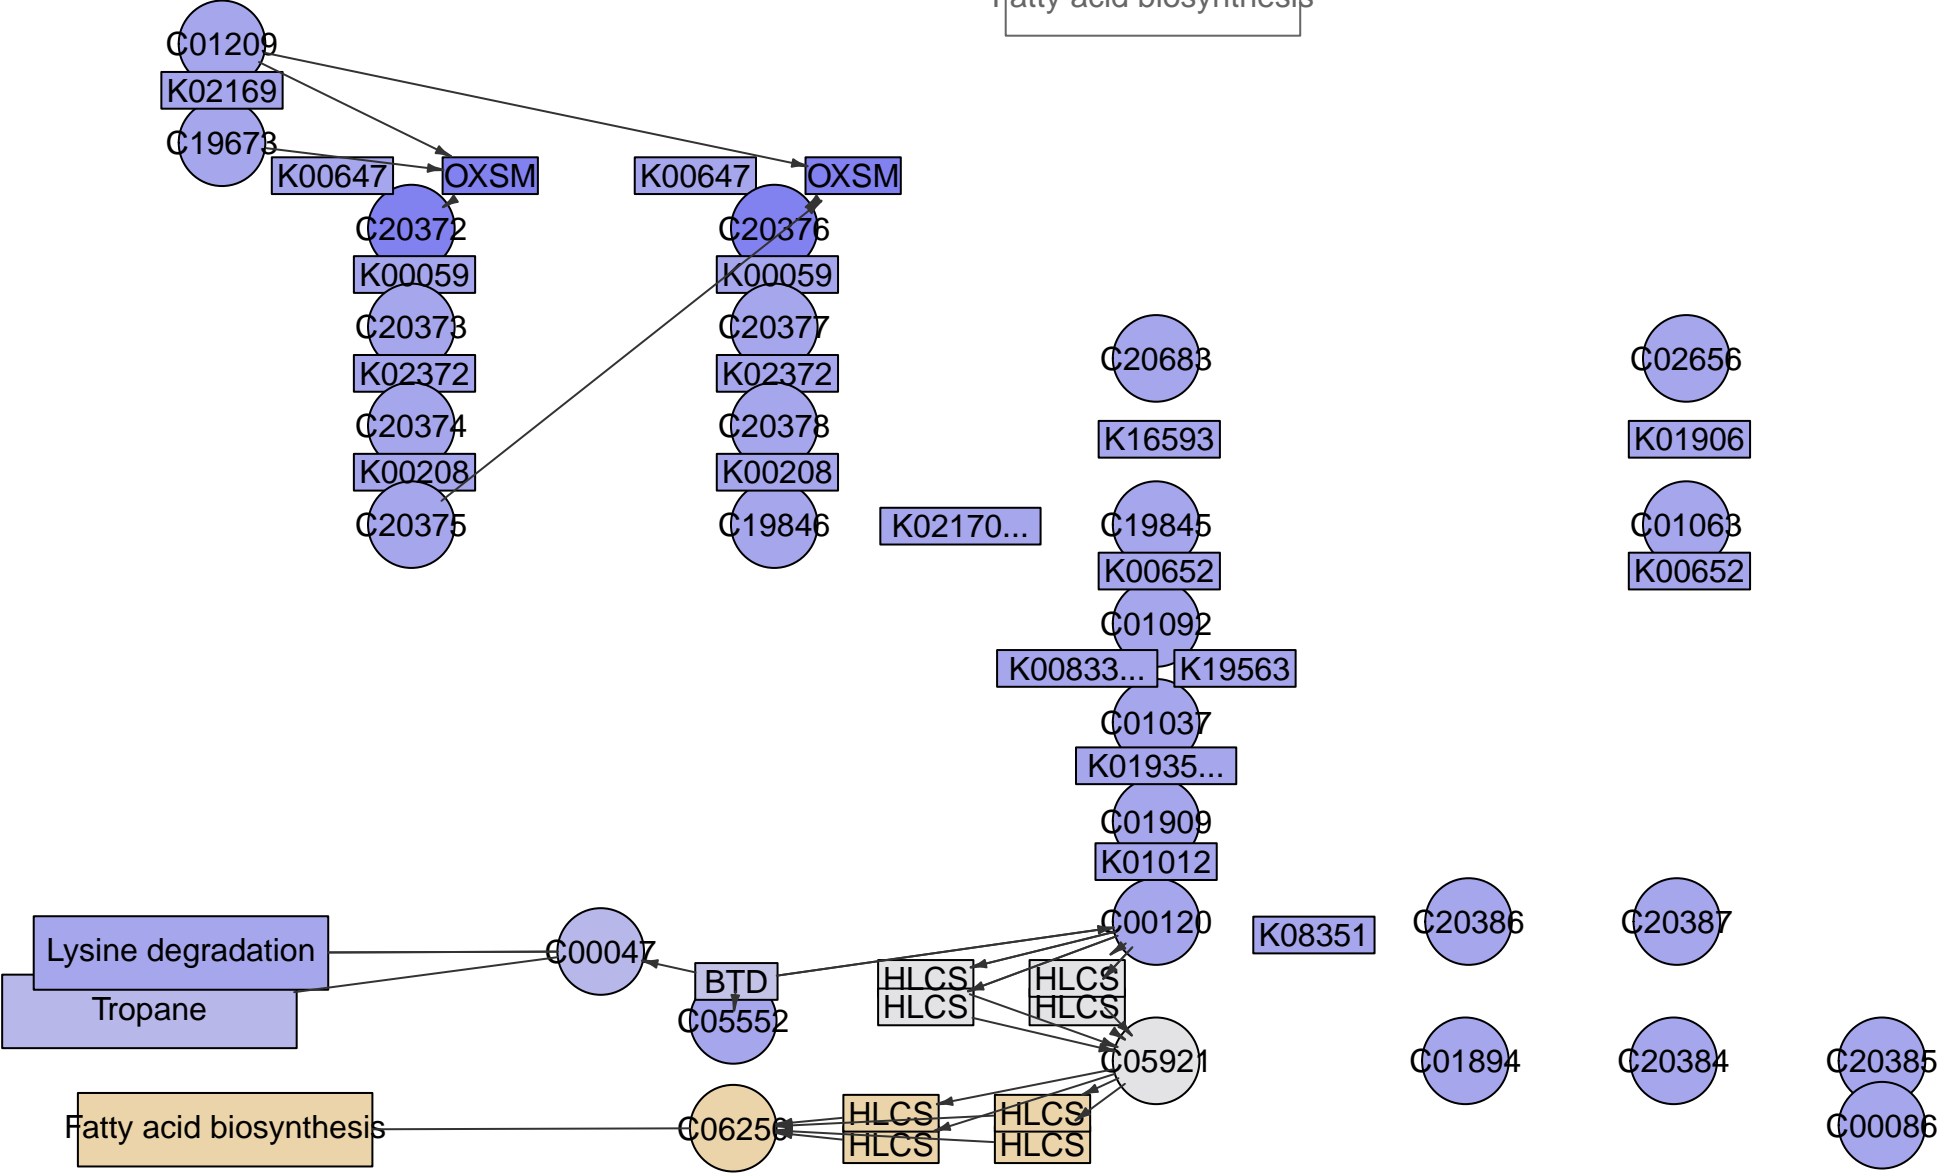 Fatty acid biosynthesis
C01209
K02169
C19673
K00647
OXSM
K00647
OXSM
C20372
C20376
K00059
K00059
C20373
C20377
C20683
C02656
K02372
K02372
C20374
C20378
K16593
K01906
K00208
K00208
C20375
C19846
K02170...
C19845
C01063
K00652
K00652
C01092
K00833...
K19563
C01037
K01935...
C01909
K01012
C00120
K08351
C20386
C20387
Lysine degradation
C00047
BTD
HLCS
HLCS
Tropane
C05552
HLCS
HLCS
C05921
C01894
C20384
C20385
Fatty acid biosynthesis
C06250
HLCS
HLCS
C00086
HLCS
HLCS